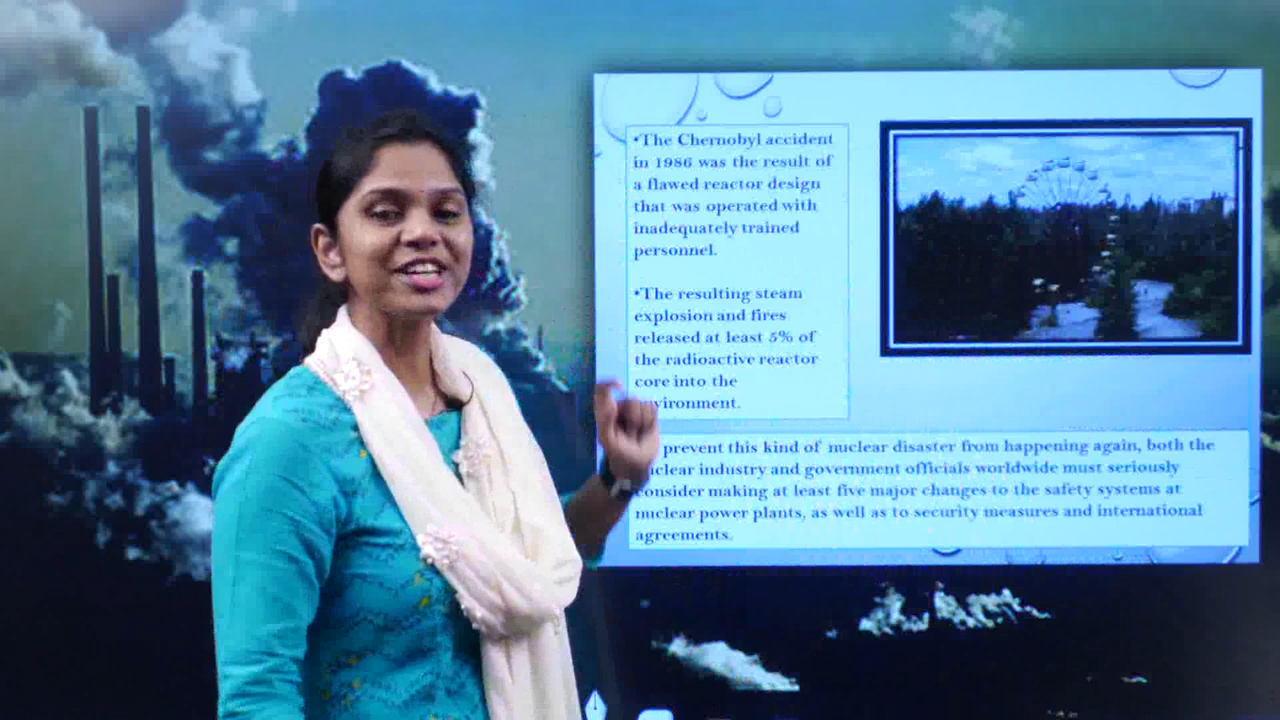 •The Chernobyl accident
in 1986 was the result of
a flawed reactor design
that was operated with
inadequately trained
personnel.
•The resulting steam
explosion and fires
released at least 5% of
the radioactive reactor
core into the
vironment.
prevent this kind of nuclear disaster from happening again, both the
clear industry and government officials worldwide must seriously
consider making at least five major changes to the safety systems at
nuclear power plants, as well as to security measures and international
agreements.